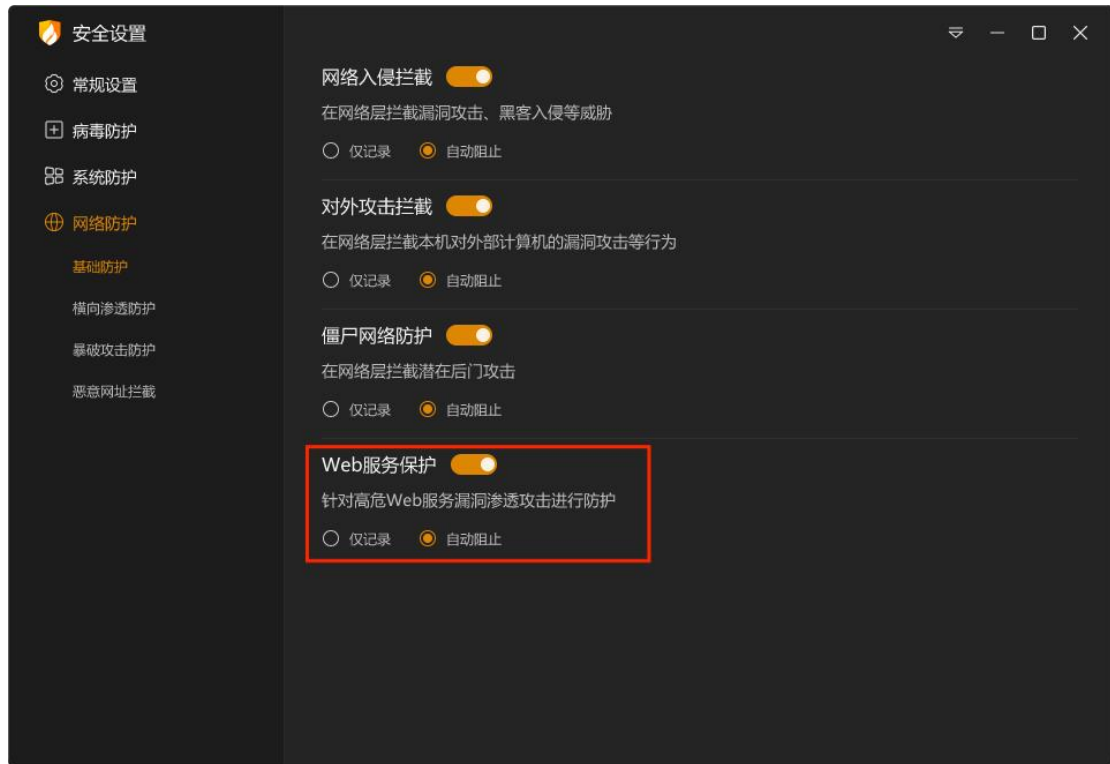 安全设置
常规设置
病毒防护
系统防护
网络防护
基础防护
横向渗透防护
暴破攻击防护
恶意网址拦截
网络入侵拦截
在网络层拦截漏洞攻击、黑客入侵等威胁
仅记录 自动阻止
对外攻击拦截
在网络层拦截本机对外部计算机的漏洞攻击等行为
仅记录 自动阻止
僵尸网络防护
在网络层拦截潜在后门攻击
仅记录 自动阻止
Web服务保护
针对高危Web服务漏洞渗透攻击进行防护
仅记录 自动阻止